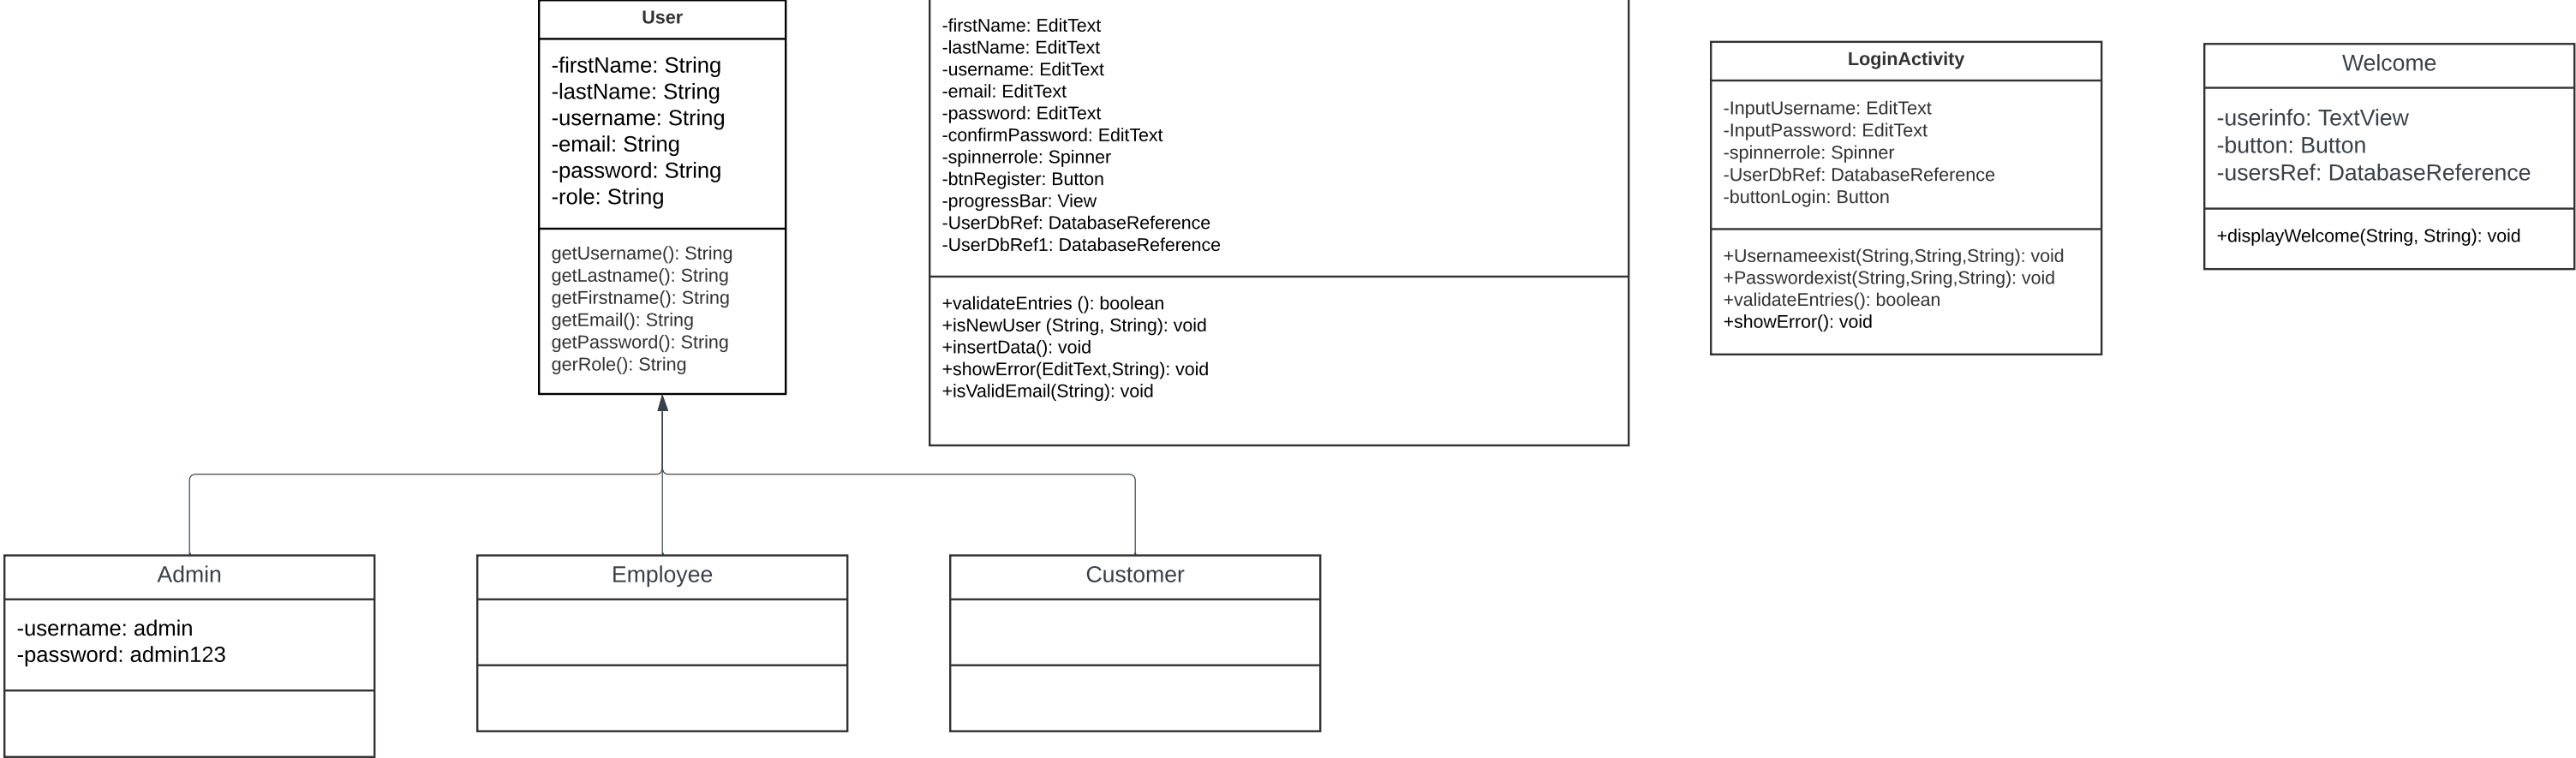 User
-firstName: String
-lastName: String
-username: String
-email: String
-password: String
-role: String
getUsername(): String
getLastname(): String
getFirstname(): String
getEmail(): String
getPassword(): String
gerRole(): String
-firstName: EditText
-lastName: EditText
-username: EditText
-email: EditText
-password: EditText
-confirmPassword: EditText
-spinnerrole: Spinner
-btnRegister: Button
-progressBar: View
-UserDbRef: DatabaseReference
-UserDbRef1: DatabaseReference
+validateEntries (): boolean
+isNewUser (String, String): void
+insertData(): void
+showError(EditText,String): void
+isValidEmail(String): void
LoginActivity
-InputUsername: EditText
-InputPassword: EditText
-spinnerrole: Spinner
-UserDbRef: DatabaseReference
-buttonLogin: Button
+Usernameexist(String,String,String): void
+Passwordexist(String,Sring,String): void
+validateEntries(): boolean
+showError(): void
Welcome
-userinfo: TextView
-button: Button
-usersRef: DatabaseReference
+displayWelcome(String, String): void
Admin
-username: admin
-password: admin123
Employee
Customer